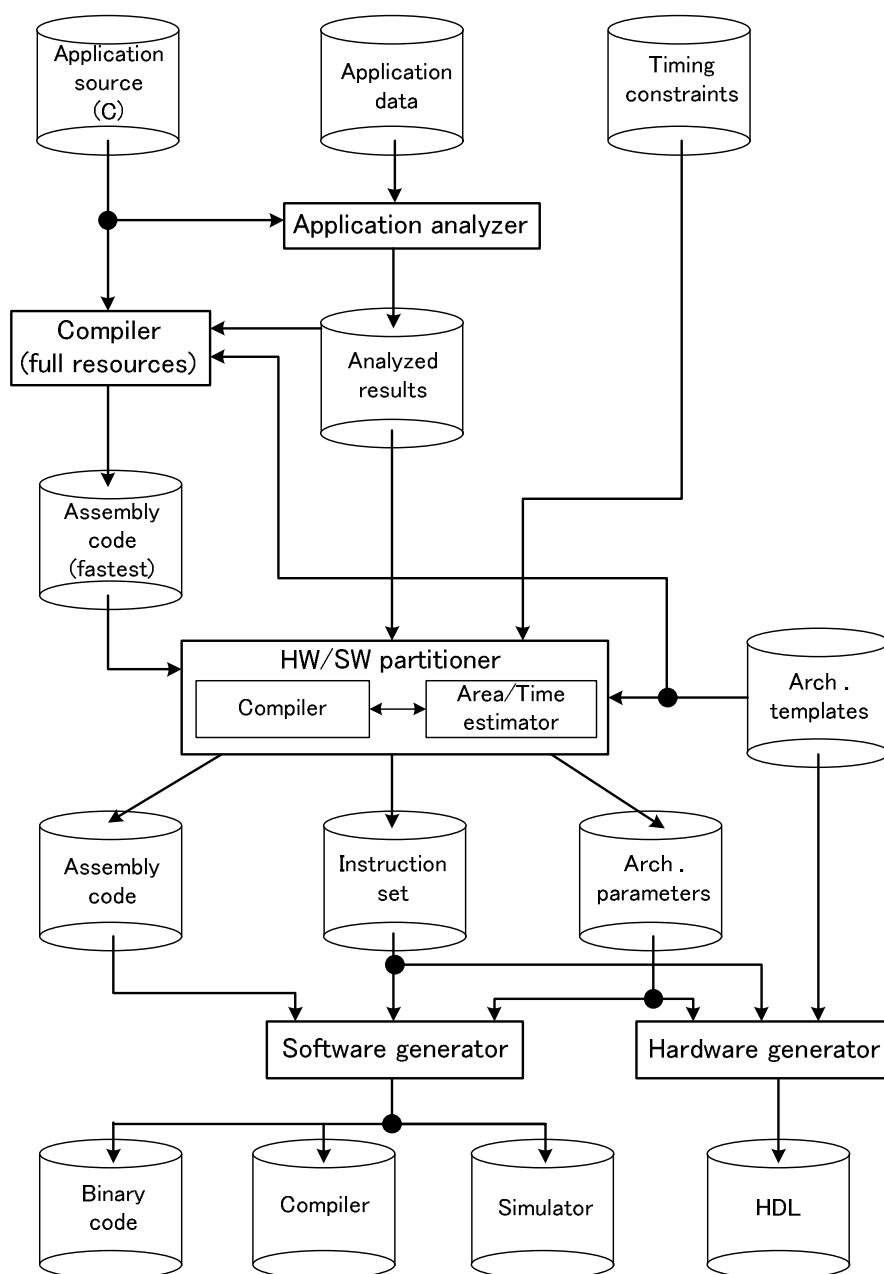 Application
source
(C)
Application
data
Timing
constraints
Application analyzer
Compiler
(full resources)
Analyzed
results
Assembly
code
(fastest)
HW/SW partitioner
Compiler
Area/Time
estimator
Arch .
templates
Assembly
code
Instruction
set
Arch .
parameters
Software generator
Hardware generator
Binary
code
Compiler
Simulator
HDL